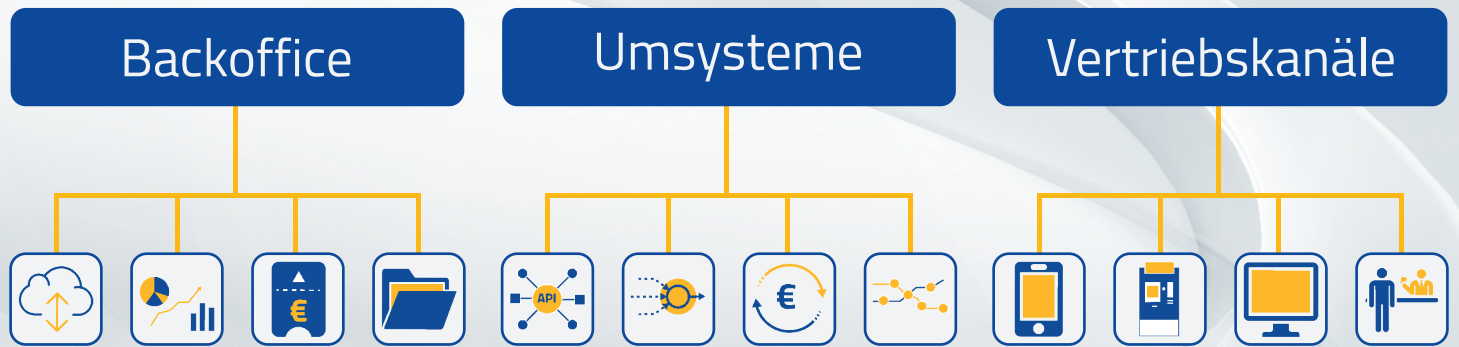 Backoffice
Umsysteme
Vertriebskanäle
€
API
€